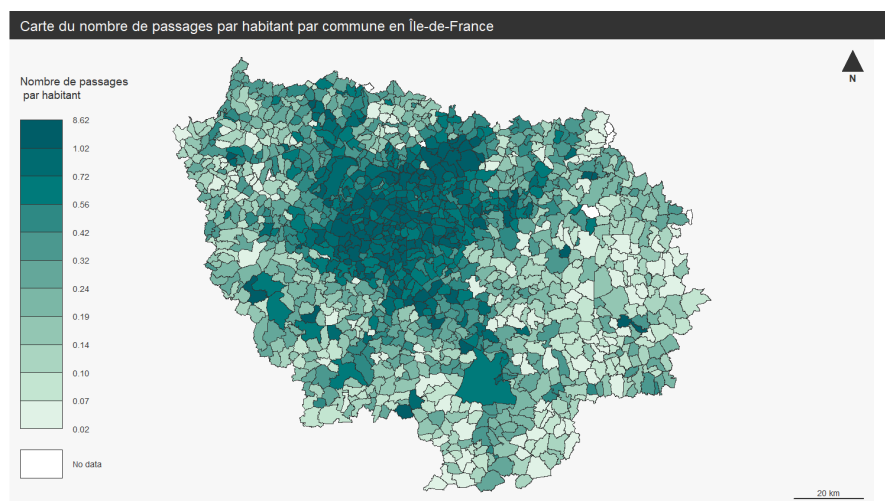 Carte du nombre de passages par habitant par commune en Île-de-France
N
Nombre de passages
par habitant
8.62
1.02
0.72
0.56
0.42
0.32
0.24
0.19
0.14
0.10
0.07
0.02
No data
20 km